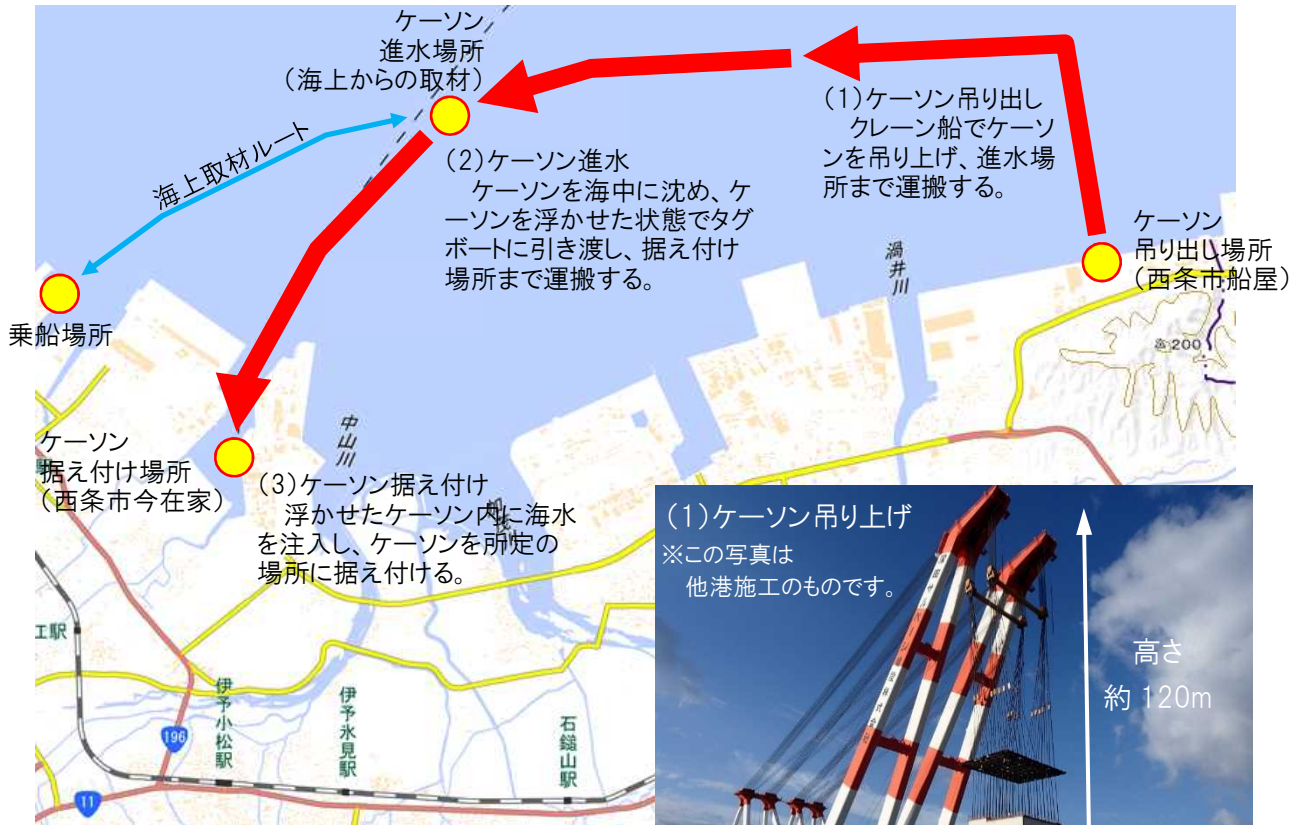 ケーソン
進水場所
（海上からの取材）
海上取材ルート
（1）ケーソン吊り出し
クレーン船でケーソ
ンを吊り上げ、進水場
所まで運搬する。
（2）ケーソン進水
ケーソンを海中に沈め、ケ
ーソンを浮かせた状態でタグ
ボートに引き渡し、据え付け
場所まで運搬する。
ケーソン
吊り出し場所
（西条市船屋）
渦井川
200
乗船場所
中山川
ケーソン
据え付け場所
（西条市今在家）
（3）ケーソン据え付け
浮かせたケーソン内に海水
を注入し、ケーソンを所定の
場所に据え付ける。
（1）ケーソン吊り上げ
※この写真は
他港施工のものです。
高さ
約 120m
工駅
伊予小松駅
伊予氷見駅
石鎚山駅
196
11